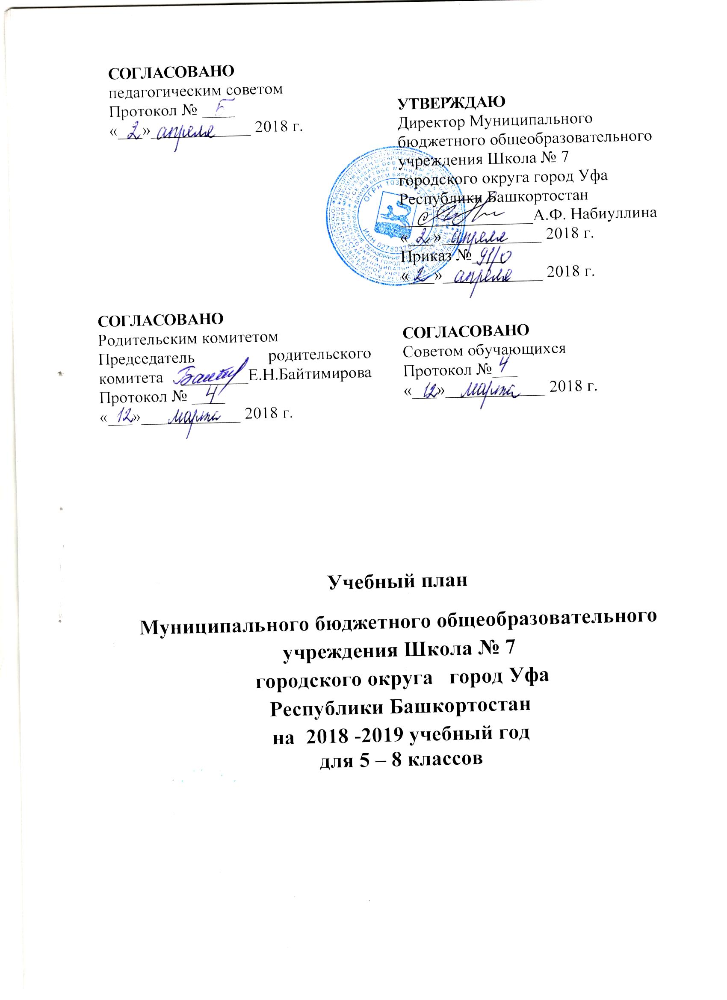 СОГЛАСОВАНО
педагогическим советом
Протокол № 5
«2» апреля 2018 г.
УТВЕРЖДАЮ
Директор Муниципального
бюджетного общеобразовательного
учреждения Школа № 7
городского округа город Уфа
Республики Башкортостан
А.Ф. Набиуллина
«2» апреля 2018 г.
Приказ № 91/о
«2» апреля 2018 г.
СОГЛАСОВАНО
Родительским комитетом
Председатель родительского
комитета Е.Н.Байтимирова
Протокол № 4
«12» марта 2018 г.
СОГЛАСОВАНО
Советом обучающихся
Протокол № 4
«12» марта 2018 г.
Учебный план
Муниципального бюджетного общеобразовательного
учреждения Школа № 7
городского округа город Уфа
Республики Башкортостан
на 2018 -2019 учебный год
для 5 – 8 классов